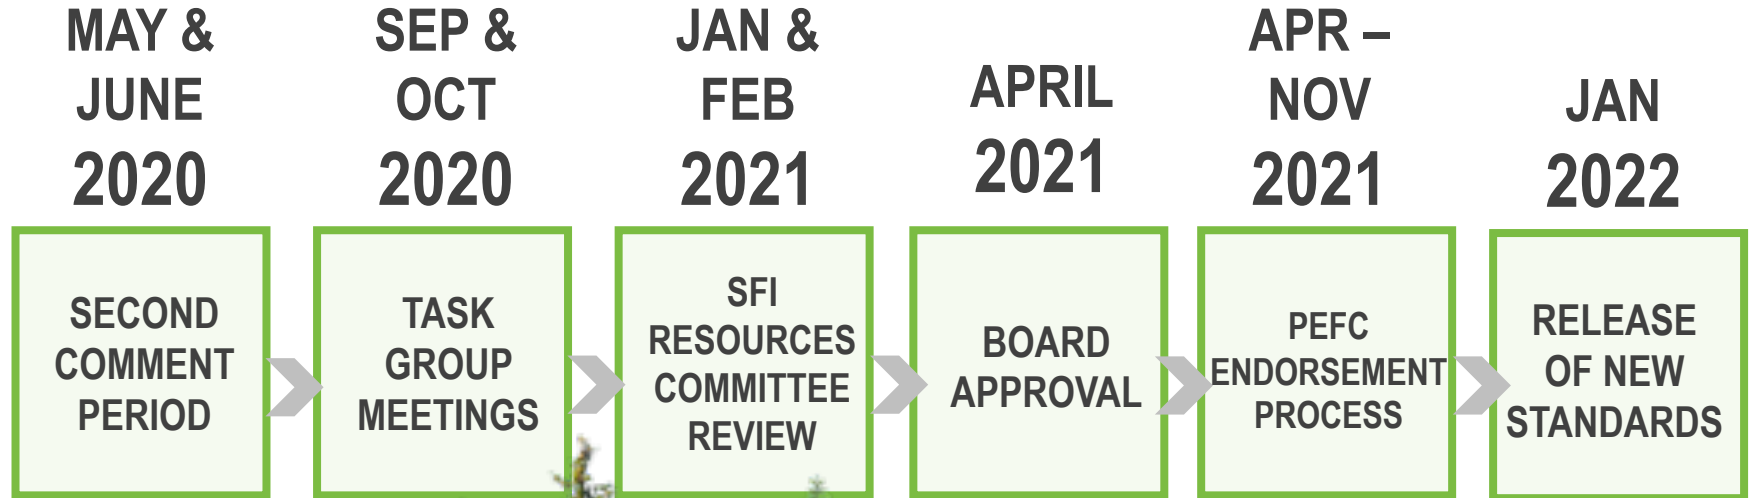 MAY &
JUNE
2020
SEP &
OCT
2020
JAN &
FEB
2021
APRIL
2021
APR –
NOV
2021
JAN
2022
SECOND
COMMENT
PERIOD
TASK
GROUP
MEETINGS
SFI
RESOURCES
COMMITTEE
REVIEW
BOARD
APPROVAL
PEFC
ENDORSEMENT
PROCESS
RELEASE
OF NEW
STANDARDS